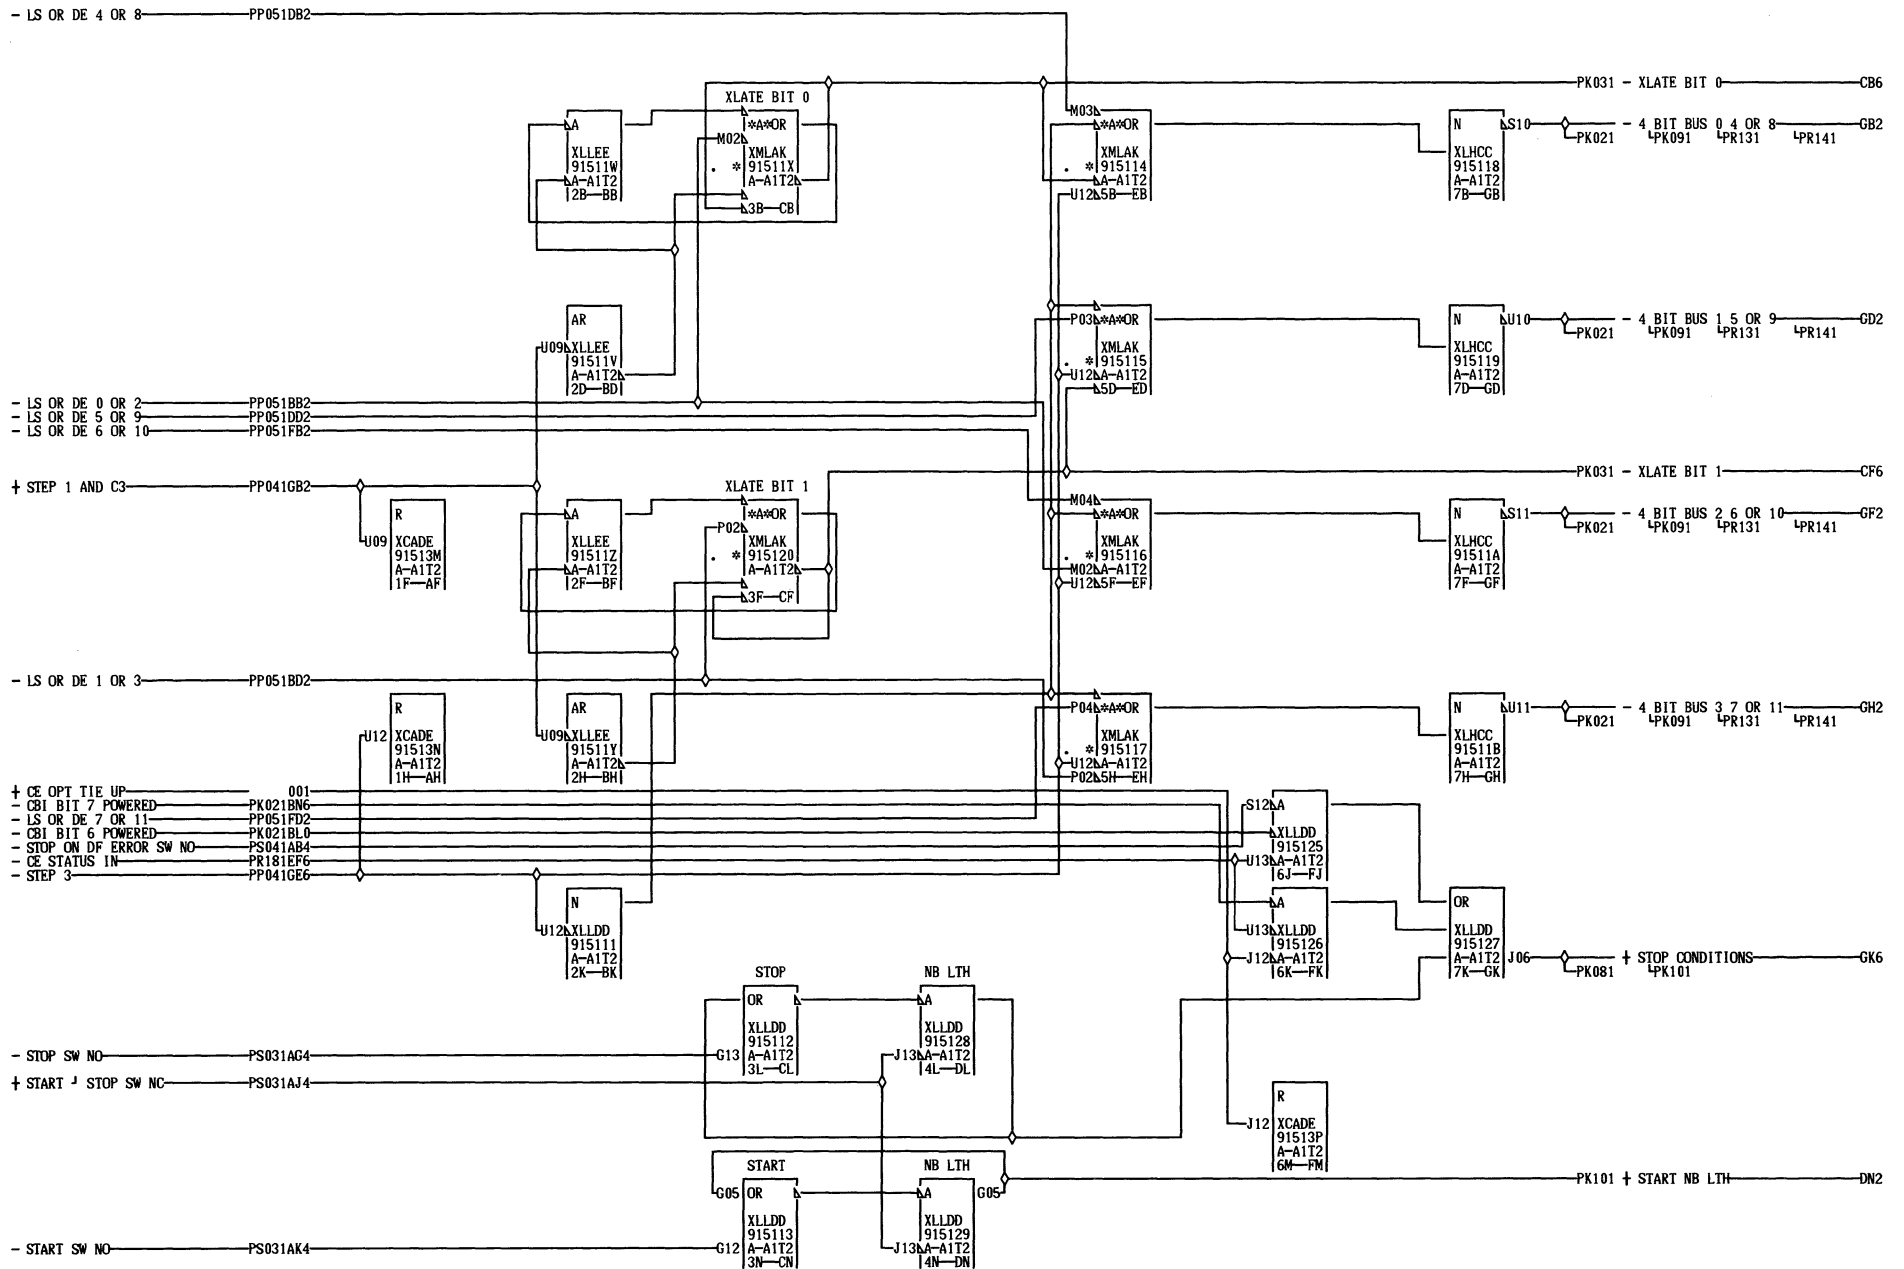 - LS OR DE 4 OR 8 PP051DB2
PK031 - XLATE BIT 0 CB6
XLATE BIT 0
A
XLLEE
91511W
A-A1T2
2B BB
*A*OR
M02
XMLAK
. * 91511X
A-A1T2
3B CB
M03
*A*OR
XMLAK
. * 915114
A-A1T2
U12 5B EB
N S10
XLHCC
915118
A-A1T2
7B GB
- 4 BIT BUS 0 4 OR 8 GB2
PK021 PK091 PR131 PR141
AR
U09 XLLEE
91511V
A-A1T2
2D BD
P03 *A*OR
XMLAK
. * 915115
U12 A-A1T2
5D ED
N U10
XLHCC
915119
A-A1T2
7D GD
- 4 BIT BUS 1 5 OR 9 GD2
PK021 PK091 PR131 PR141
- LS OR DE 0 OR 2 PP051BB2
- LS OR DE 5 OR 9 PP051DD2
- LS OR DE 6 OR 10 PP051FB2
PK031 - XLATE BIT 1 CF6
+ STEP 1 AND C3 PP041GB2
XLATE BIT 1
R
U09 XCADE
91513M
A-A1T2
1F AF
A
XLLEE
91511Z
A-A1T2
2F BF
*A*OR
P02
XMLAK
. * 915120
A-A1T2
3F CF
M04
*A*OR
XMLAK
. * 915116
M02 A-A1T2
U12 5F EF
N S11
XLHCC
91511A
A-A1T2
7F GF
- 4 BIT BUS 2 6 OR 10 GF2
PK021 PK091 PR131 PR141
- LS OR DE 1 OR 3 PP051BD2
R
U12 XCADE
91513N
A-A1T2
1H AH
AR
U09 XLLEE
91511Y
A-A1T2
2H BH
P04 *A*OR
XMLAK
. * 915117
U12 A-A1T2
P02 5H EH
N U11
XLHCC
91511B
A-A1T2
7H GH
- 4 BIT BUS 3 7 OR 11 GH2
PK021 PK091 PR131 PR141
+ CE OPT TIE UP 001
- CBI BIT 7 POWERED PK021BN6
- LS OR DE 7 OR 11 PP051FD2
- CBI BIT 6 POWERED PK021BL0
- STOP ON DF ERROR SW NO PS041AB4
- CE STATUS IN PR181EF6
- STEP 3 PP041GE6
S12 A
XLLDD
915125
U13 A-A1T2
6J FJ
N
U12 XLLDD
915111
A-A1T2
2K BK
A
U13 XLLDD
915126
J12 A-A1T2
6K FK
OR
XLLDD
915127
A-A1T2 J06
7K GK
+ STOP CONDITIONS GK6
PK081 PK101
STOP
OR
XLLDD
915112
G13 A-A1T2
3L CL
NB LTH
A
XLLDD
915128
J13 A-A1T2
4L DL
- STOP SW NO PS031AG4
+ START ┘ STOP SW NC PS031AJ4
R
J12 XCADE
91513P
A-A1T2
6M FM
START
G05 OR
XLLDD
915113
G12 A-A1T2
3N CN
NB LTH
A G05
XLLDD
915129
J13 A-A1T2
4N DN
PK101 + START NB LTH DN2
- START SW NO PS031AK4